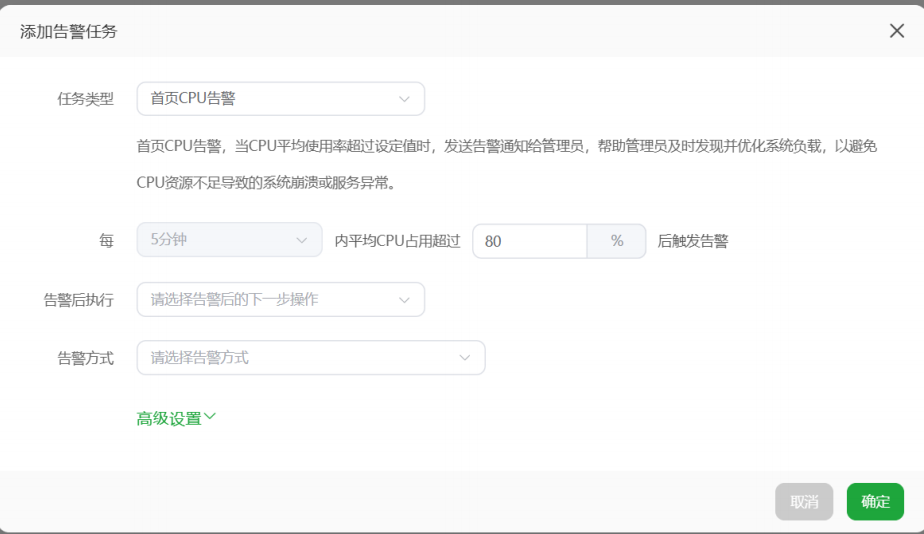 添加告警任务
任务类型 首页CPU告警
首页CPU告警，当CPU平均使用率超过设定值时，发送告警通知给管理员，帮助管理员及时发现并优化系统负载，以避免
CPU资源不足导致的系统崩溃或服务异常。
每 5分钟 内平均CPU占用超过 80 % 后触发告警
告警后执行 请选择告警后的下一步操作
告警方式 请选择告警方式
高级设置
取消 确定